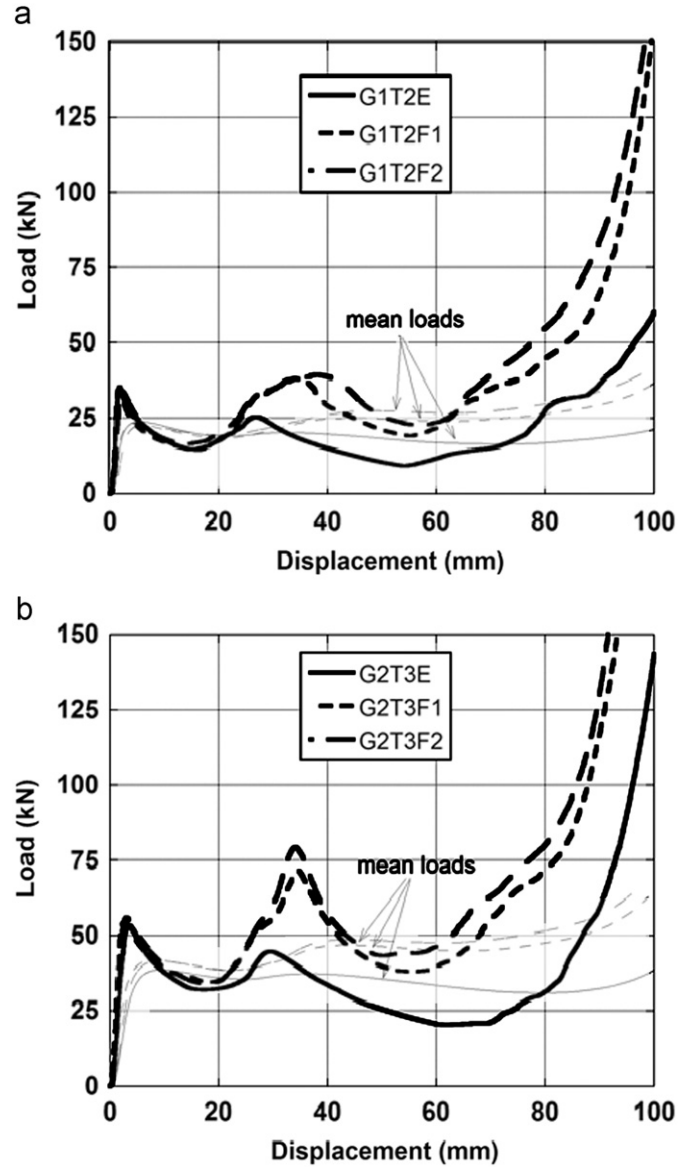 a
150
125
100
75
50
25
0
Load (kN)
G1T2E
G1T2F1
G1T2F2
mean loads
0 20 40 60 80 100
Displacement (mm)
b
150
125
100
75
50
25
0
Load (kN)
G2T3E
G2T3F1
G2T3F2
mean loads
0 20 40 60 80 100
Displacement (mm)